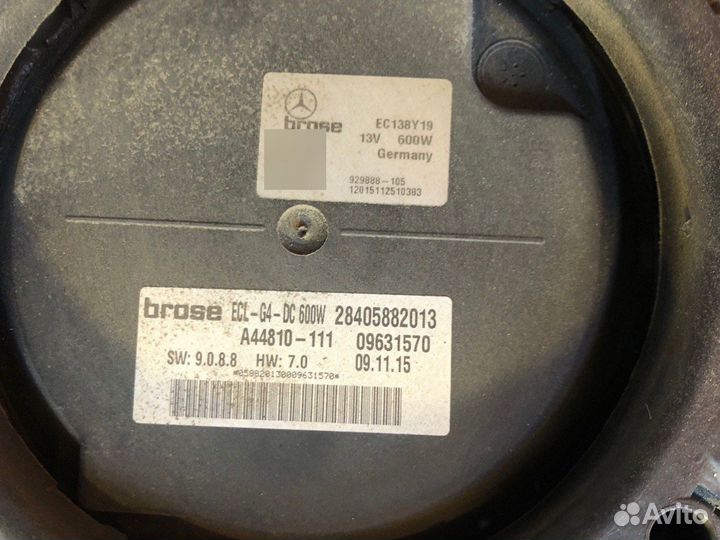 brose EC138Y19
13V 600W
Germany
929888-105
12015112510383
brose ECL-G4-DC 600W 28405882013
A44810-111 09631570
SW: 9.0.8.8 HW: 7.0 09.11.15
*058820130009631570*
Avito